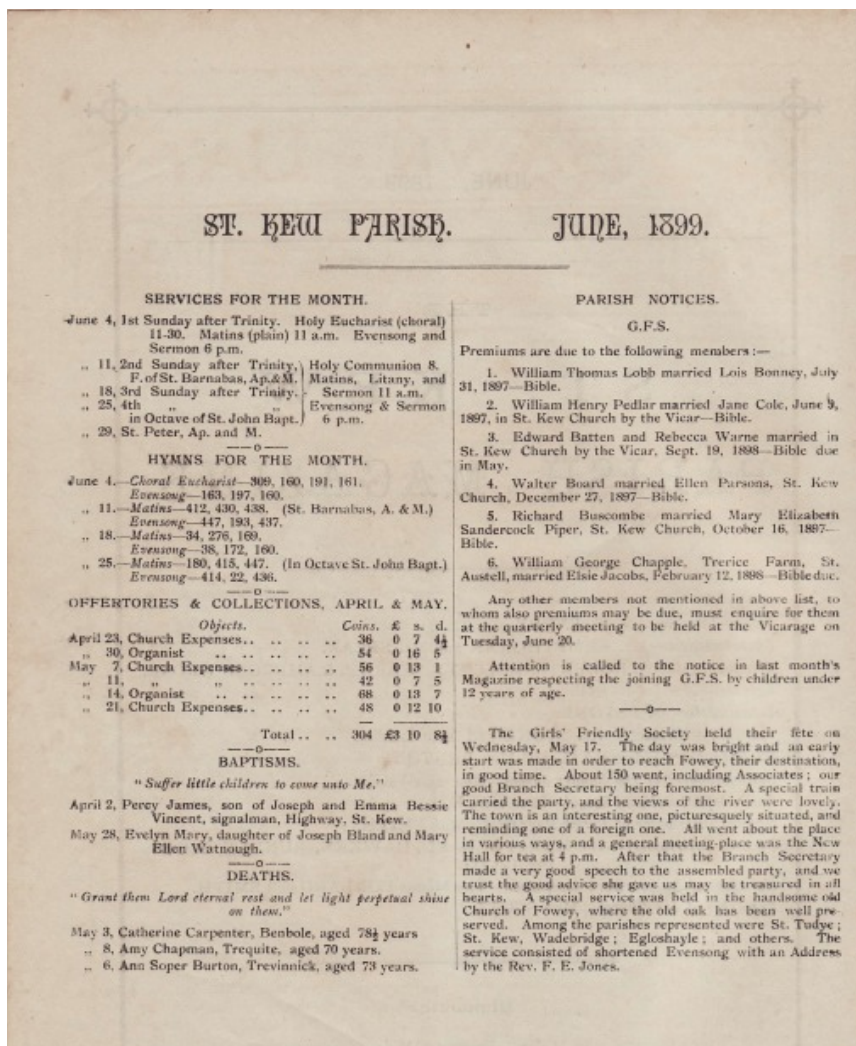 ST. KEW PARISH. JUNE, 1899.
SERVICES FOR THE MONTH.
June 4, 1st Sunday after Trinity. Holy Eucharist (choral)
11-30. Matins (plain) 11 a.m. Evensong and
Sermon 6 p.m.
„ 11, 2nd Sunday after Trinity, Holy Communion 8.
F. of St. Barnabas, Ap.&M. Matins, Litany, and
„ 18, 3rd Sunday after Trinity. Sermon 11 a.m.
„ 25, 4th „ „ Evensong & Sermon
in Octave of St. John Bapt. 6 p.m.
„ 29, St. Peter, Ap. and M.
HYMNS FOR THE MONTH.
June 4.—Choral Eucharist—309, 160, 191, 161.
Evensong—163, 197, 160.
„ 11.—Matins—412, 430, 438. (St. Barnabas, A. & M.)
Evensong—447, 193, 437.
„ 18.—Matins—34, 276, 169.
Evensong—38, 172, 160.
„ 25.—Matins—180, 415, 447. (In Octave St. John Bapt.)
Evensong—414, 22, 436.
OFFERTORIES & COLLECTIONS, APRIL & MAY.
Objects. Coins. £ s. d.
April 23, Church Expenses.. .. .. .. 36 0 7 4½
„ 30, Organist .. .. .. .. .. 54 0 16 5
May 7, Church Expenses.. .. .. .. 56 0 13 1
„ 11, „ „ .. .. .. .. 42 0 7 5
„ 14, Organist .. .. .. .. .. 68 0 13 7
„ 21, Church Expenses.. .. .. .. 48 0 12 10
Total .. .. 304 £3 10 8½
BAPTISMS.
"Suffer little children to come unto Me."
April 2, Percy James, son of Joseph and Emma Bessie
Vincent, signalman, Highway, St. Kew.
May 28, Evelyn Mary, daughter of Joseph Bland and Mary
Ellen Watnough.
DEATHS.
"Grant them Lord eternal rest and let light perpetual shine
on them."
May 3, Catherine Carpenter, Benbole, aged 78½ years
„ 8, Amy Chapman, Trequite, aged 70 years.
„ 6, Ann Soper Burton, Trevinnick, aged 73 years.
PARISH NOTICES.
G.F.S.
Premiums are due to the following members :—
1. William Thomas Lobb married Lois Bonney, July
31, 1897—Bible.
2. William Henry Pedlar married Jane Cole, June 9,
1897, in St. Kew Church by the Vicar—Bible.
3. Edward Batten and Rebecca Warne married in
St. Kew Church by the Vicar, Sept. 19, 1898—Bible due
in May.
4. Walter Board married Ellen Parsons, St. Kew
Church, December 27, 1897—Bible.
5. Richard Buscombe married Mary Elizabeth
Sandercock Piper, St. Kew Church, October 16, 1897—
Bible.
6. William George Chapple, Trerice Farm, St.
Austell, married Elsie Jacobs, February 12, 1898—Bible due.
Any other members not mentioned in above list, to
whom also premiums may be due, must enquire for them
at the quarterly meeting to be held at the Vicarage on
Tuesday, June 20.
Attention is called to the notice in last month's
Magazine respecting the joining G.F.S. by children under
12 years of age.
The Girls' Friendly Society held their fête on
Wednesday, May 17. The day was bright and an early
start was made in order to reach Fowey, their destination,
in good time. About 150 went, including Associates ; our
good Branch Secretary being foremost. A special train
carried the party, and the views of the river were lovely.
The town is an interesting one, picturesquely situated, and
reminding one of a foreign one. All went about the place
in various ways, and a general meeting-place was the New
Hall for tea at 4 p.m. After that the Branch Secretary
made a very good speech to the assembled party, and we
trust the good advice she gave us may be treasured in all
hearts. A special service was held in the handsome old
Church of Fowey, where the old oak has been well pre-
served. Among the parishes represented were St. Tudye ;
St. Kew, Wadebridge ; Egloshayle ; and others. The
service consisted of shortened Evensong with an Address
by the Rev. F. E. Jones.